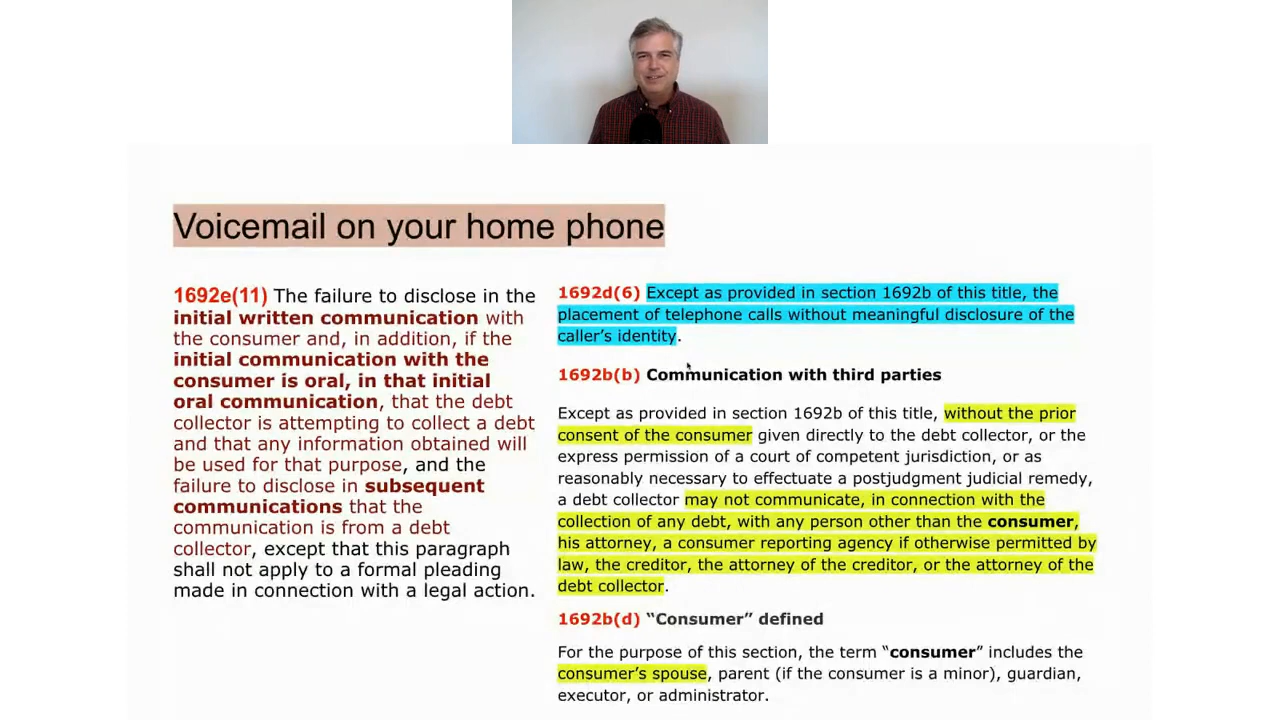 Voicemail on your home phone
1692e(11) The failure to disclose in the
initial written communication with
the consumer and, in addition, if the
initial communication with the
consumer is oral, in that initial
oral communication, that the debt
collector is attempting to collect a debt
and that any information obtained will
be used for that purpose, and the
failure to disclose in subsequent
communications that the
communication is from a debt
collector, except that this paragraph
shall not apply to a formal pleading
made in connection with a legal action.
1692d(6) Except as provided in section 1692b of this title, the
placement of telephone calls without meaningful disclosure of the
caller’s identity.
1692b(b) Communication with third parties
Except as provided in section 1692b of this title, without the prior
consent of the consumer given directly to the debt collector, or the
express permission of a court of competent jurisdiction, or as
reasonably necessary to effectuate a postjudgment judicial remedy,
a debt collector may not communicate, in connection with the
collection of any debt, with any person other than the consumer,
his attorney, a consumer reporting agency if otherwise permitted by
law, the creditor, the attorney of the creditor, or the attorney of the
debt collector.
1692b(d) “Consumer” defined
For the purpose of this section, the term “consumer” includes the
consumer’s spouse, parent (if the consumer is a minor), guardian,
executor, or administrator.